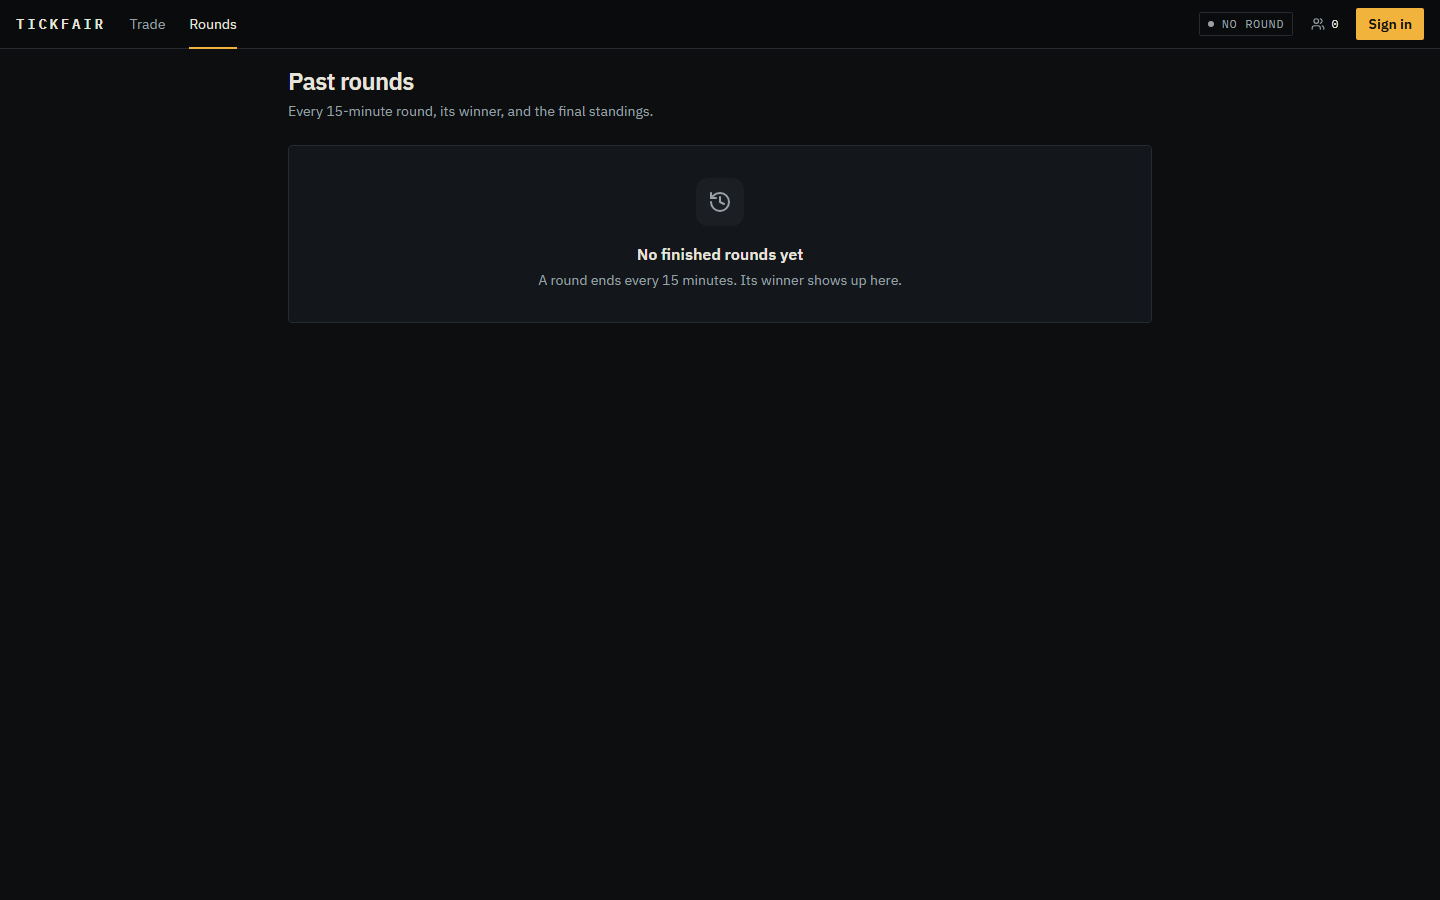 TICKFAIR Trade Rounds NO ROUND 0 Sign in
Past rounds
Every 15-minute round, its winner, and the final standings.
No finished rounds yet
A round ends every 15 minutes. Its winner shows up here.